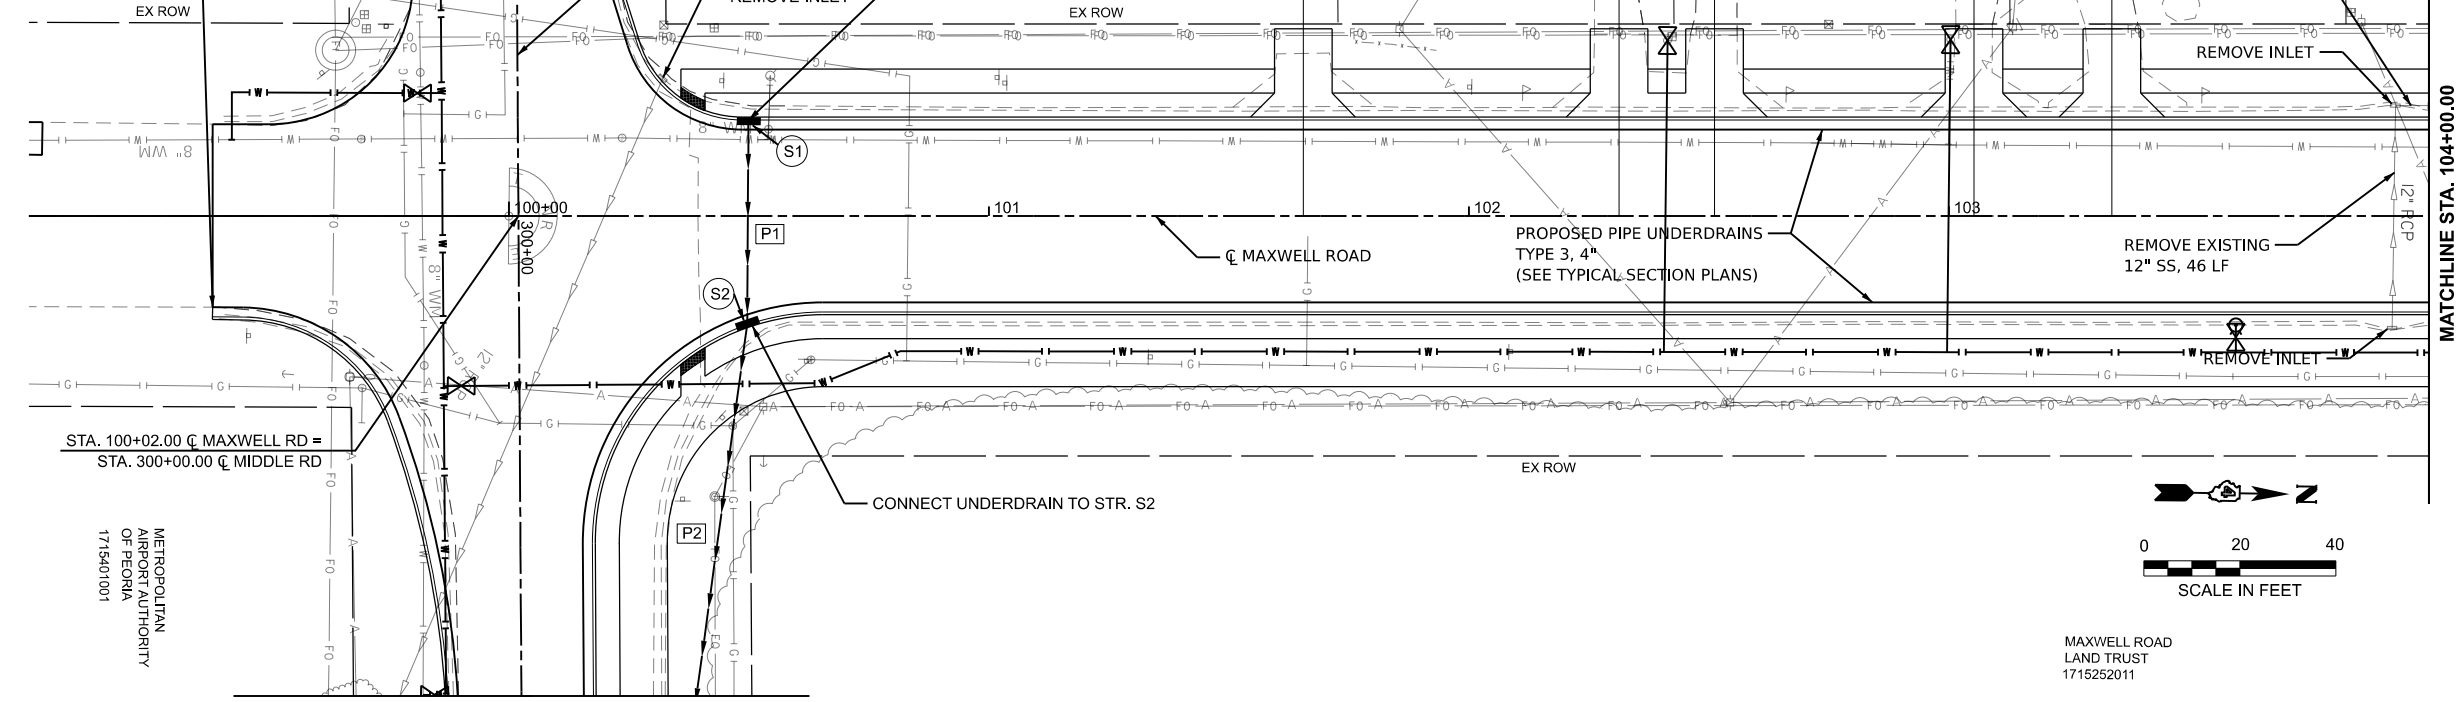 EX ROW
REMOVE INLET
EX ROW
REMOVE INLET
8" WM
8" WM
S1
100+00
101
102
103
300+00
P1
℄ MAXWELL ROAD
PROPOSED PIPE UNDERDRAINS
TYPE 3, 4"
(SEE TYPICAL SECTION PLANS)
REMOVE EXISTING
12" SS, 46 LF
12" RCP
MATCHLINE STA. 104+00.00
8" WM
S2
REMOVE INLET
STA. 100+02.00 ℄ MAXWELL RD =
STA. 300+00.00 ℄ MIDDLE RD
EX ROW
CONNECT UNDERDRAIN TO STR. S2
P2
METROPOLITAN
AIRPORT AUTHORITY
OF PEORIA
1715401001
N
0 20 40
SCALE IN FEET
MAXWELL ROAD
LAND TRUST
1715252011